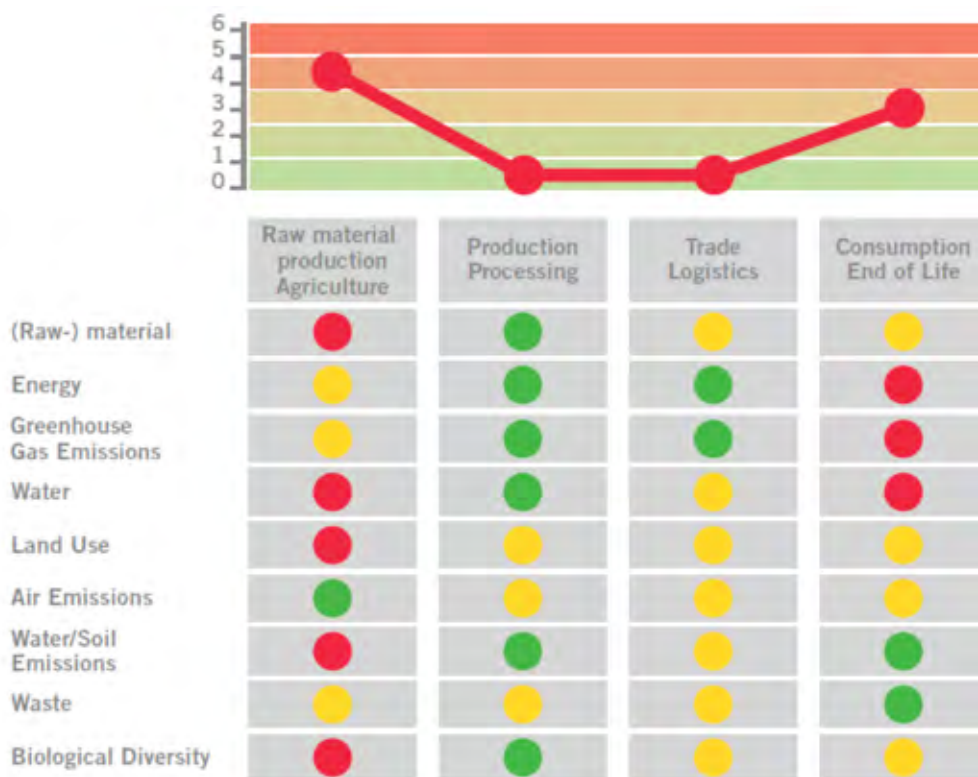 6
5
4
3
2
1
0
Raw material
production
Agriculture
Production
Processing
Trade
Logistics
Consumption
End of Life
(Raw-) material
Energy
Greenhouse
Gas Emissions
Water
Land Use
Air Emissions
Water/Soil
Emissions
Waste
Biological Diversity